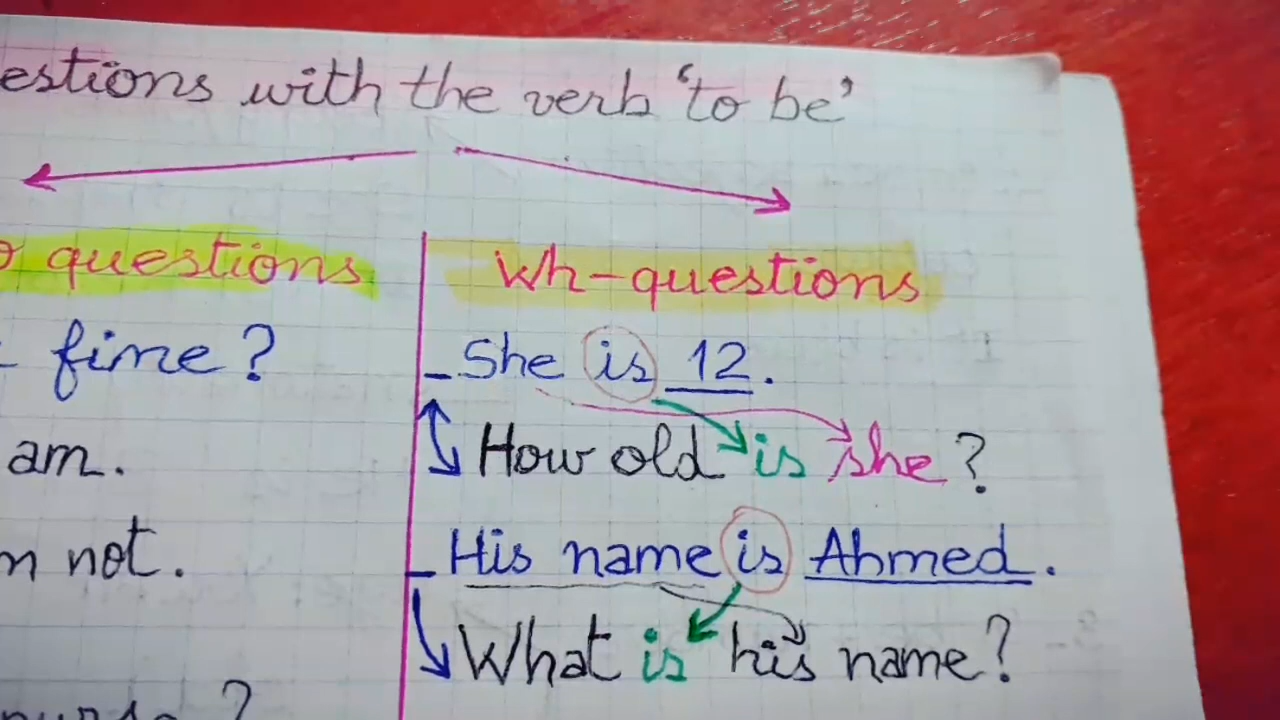 estions with the verb 'to be'
questions
Wh-questions
fine?
_ She is 12.
am.
How old is she?
_ His name is Ahmed.
not.
What is his name?
?